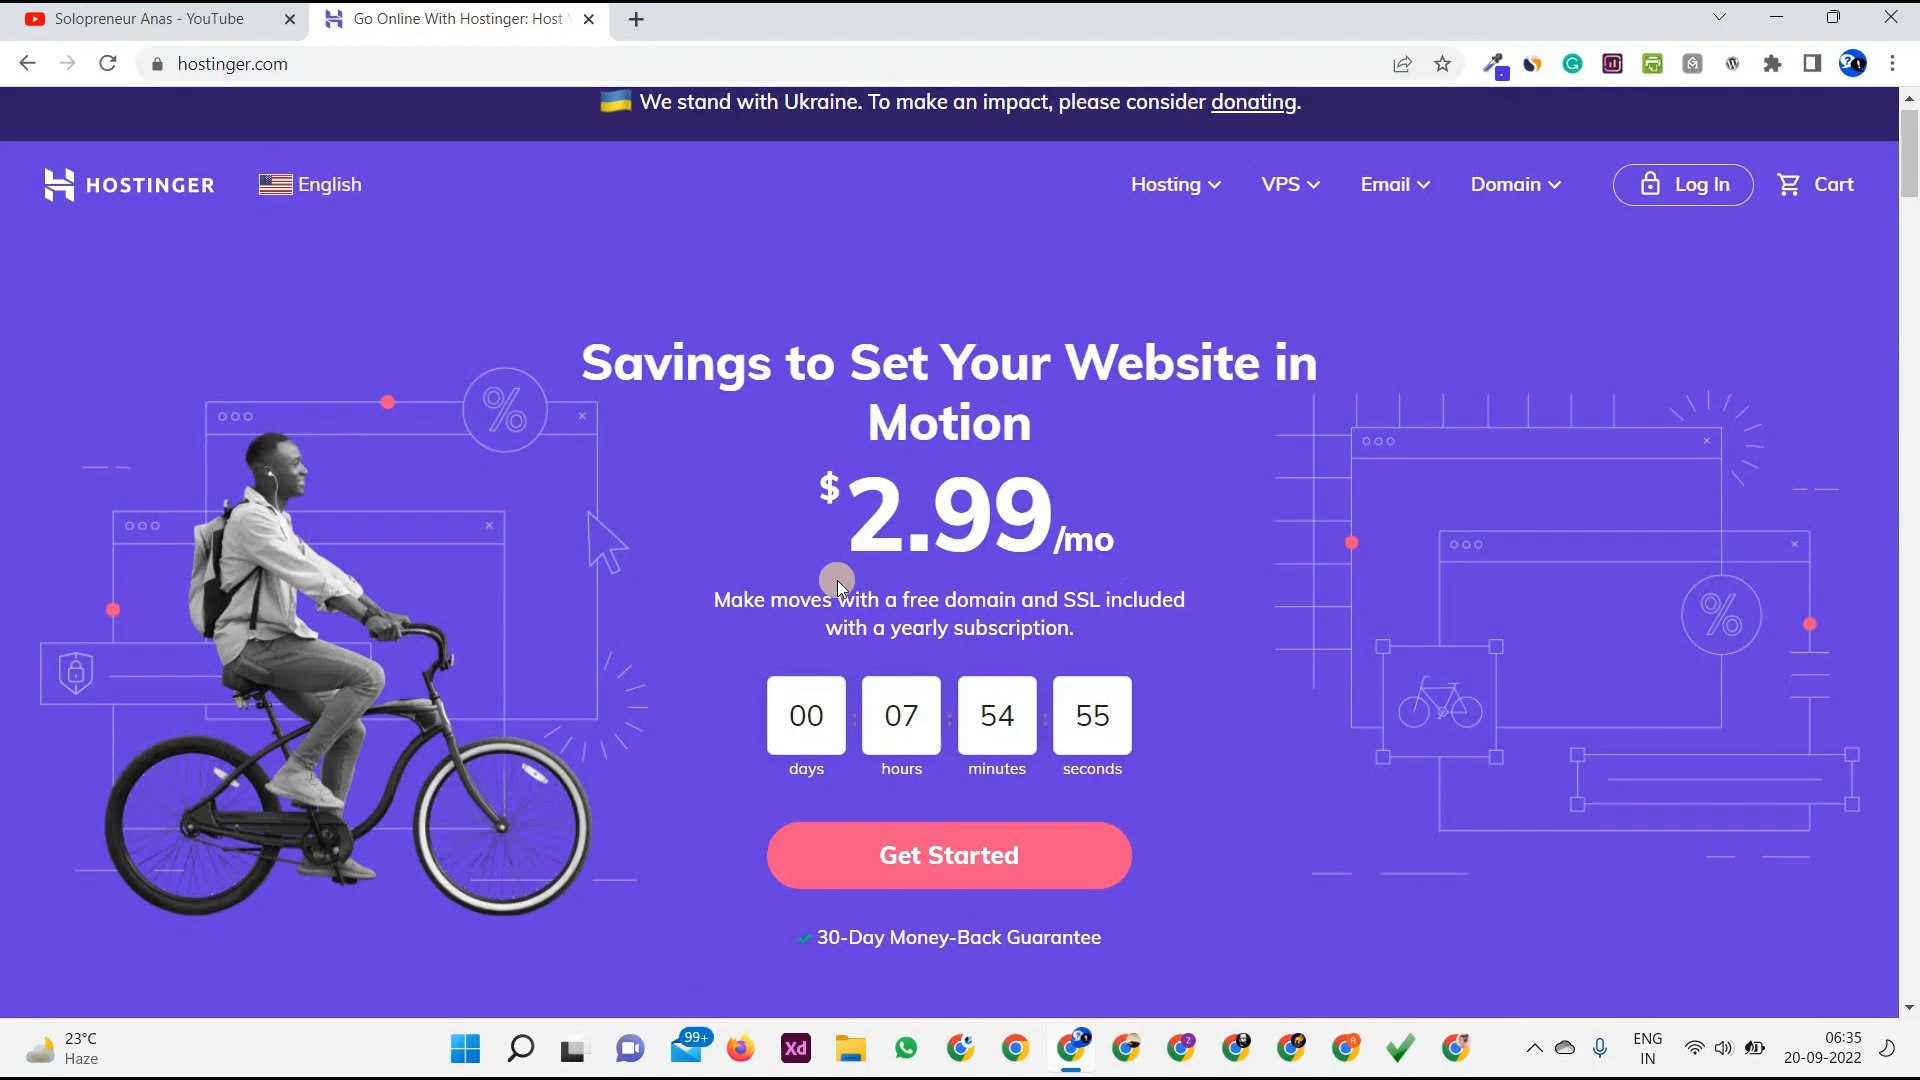 Solopreneur Anas - YouTube
Go Online With Hostinger: Host
hostinger.com
We stand with Ukraine. To make an impact, please consider donating.
HOSTINGER
English
Hosting
VPS
Email
Domain
Log In
Cart
Savings to Set Your Website in
Motion
$2.99/mo
Make moves with a free domain and SSL included
with a yearly subscription.
00 : 07 : 54 : 55
days hours minutes seconds
Get Started
30-Day Money-Back Guarantee
23°C
Haze
99+
Xd
ENG
IN
06:35
20-09-2022